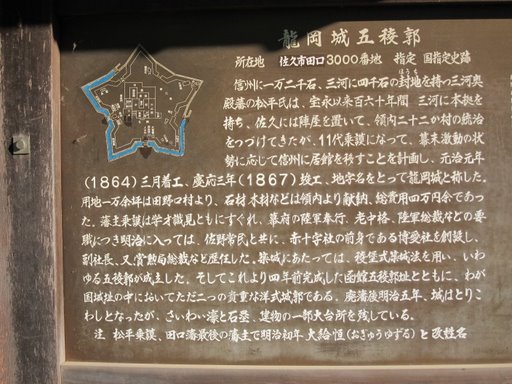 龍岡城五稜郭
所在地 佐久市田口3000番地 指定 国指定史跡
信州に一万二千石、三河に四千石の封地を持つ三河奥
ほうち
殿藩の松平氏は、宝永以来百六十年間 三河に本拠を
持ち、佐久には陣屋を置いて、領内二十二か村の統治
をつづけてきたが、11代乗謨になって、幕末激動の状
勢に応じて信州に居館を移すことを計画し、元治元年
(1864)三月着工、慶応三年(1867)竣工、地字名をとって龍岡城と称した。
用地一万余坪は田野口村より、石材 木材などは領内より献納、総費用四万円余であっ
た。藩主乗謨は学才識見ともにすぐれ、幕府の陸軍奉行、老中格、陸軍総裁などの要
職につき明治に入っては、佐野常民と共に、赤十字社の前身である博愛社を創設し、
副社長、又賞勲局総裁など歴任した。築城にあたっては、稜堡式築城法を用い、いわ
ゆる五稜郭が成立した。そしてこれより四年前完成した函館五稜郭址とともに、わが
国城址の中においてただ二つの貴重な洋式城郭である。廃藩後明治五年、城はとりこ
わしとなったが、さいわい濠と石塁、建物の一部大台所を残している。
注 松平乗謨、田口藩最後の藩主で明治初年 大給恒(おぎゅうゆずる)と改姓名